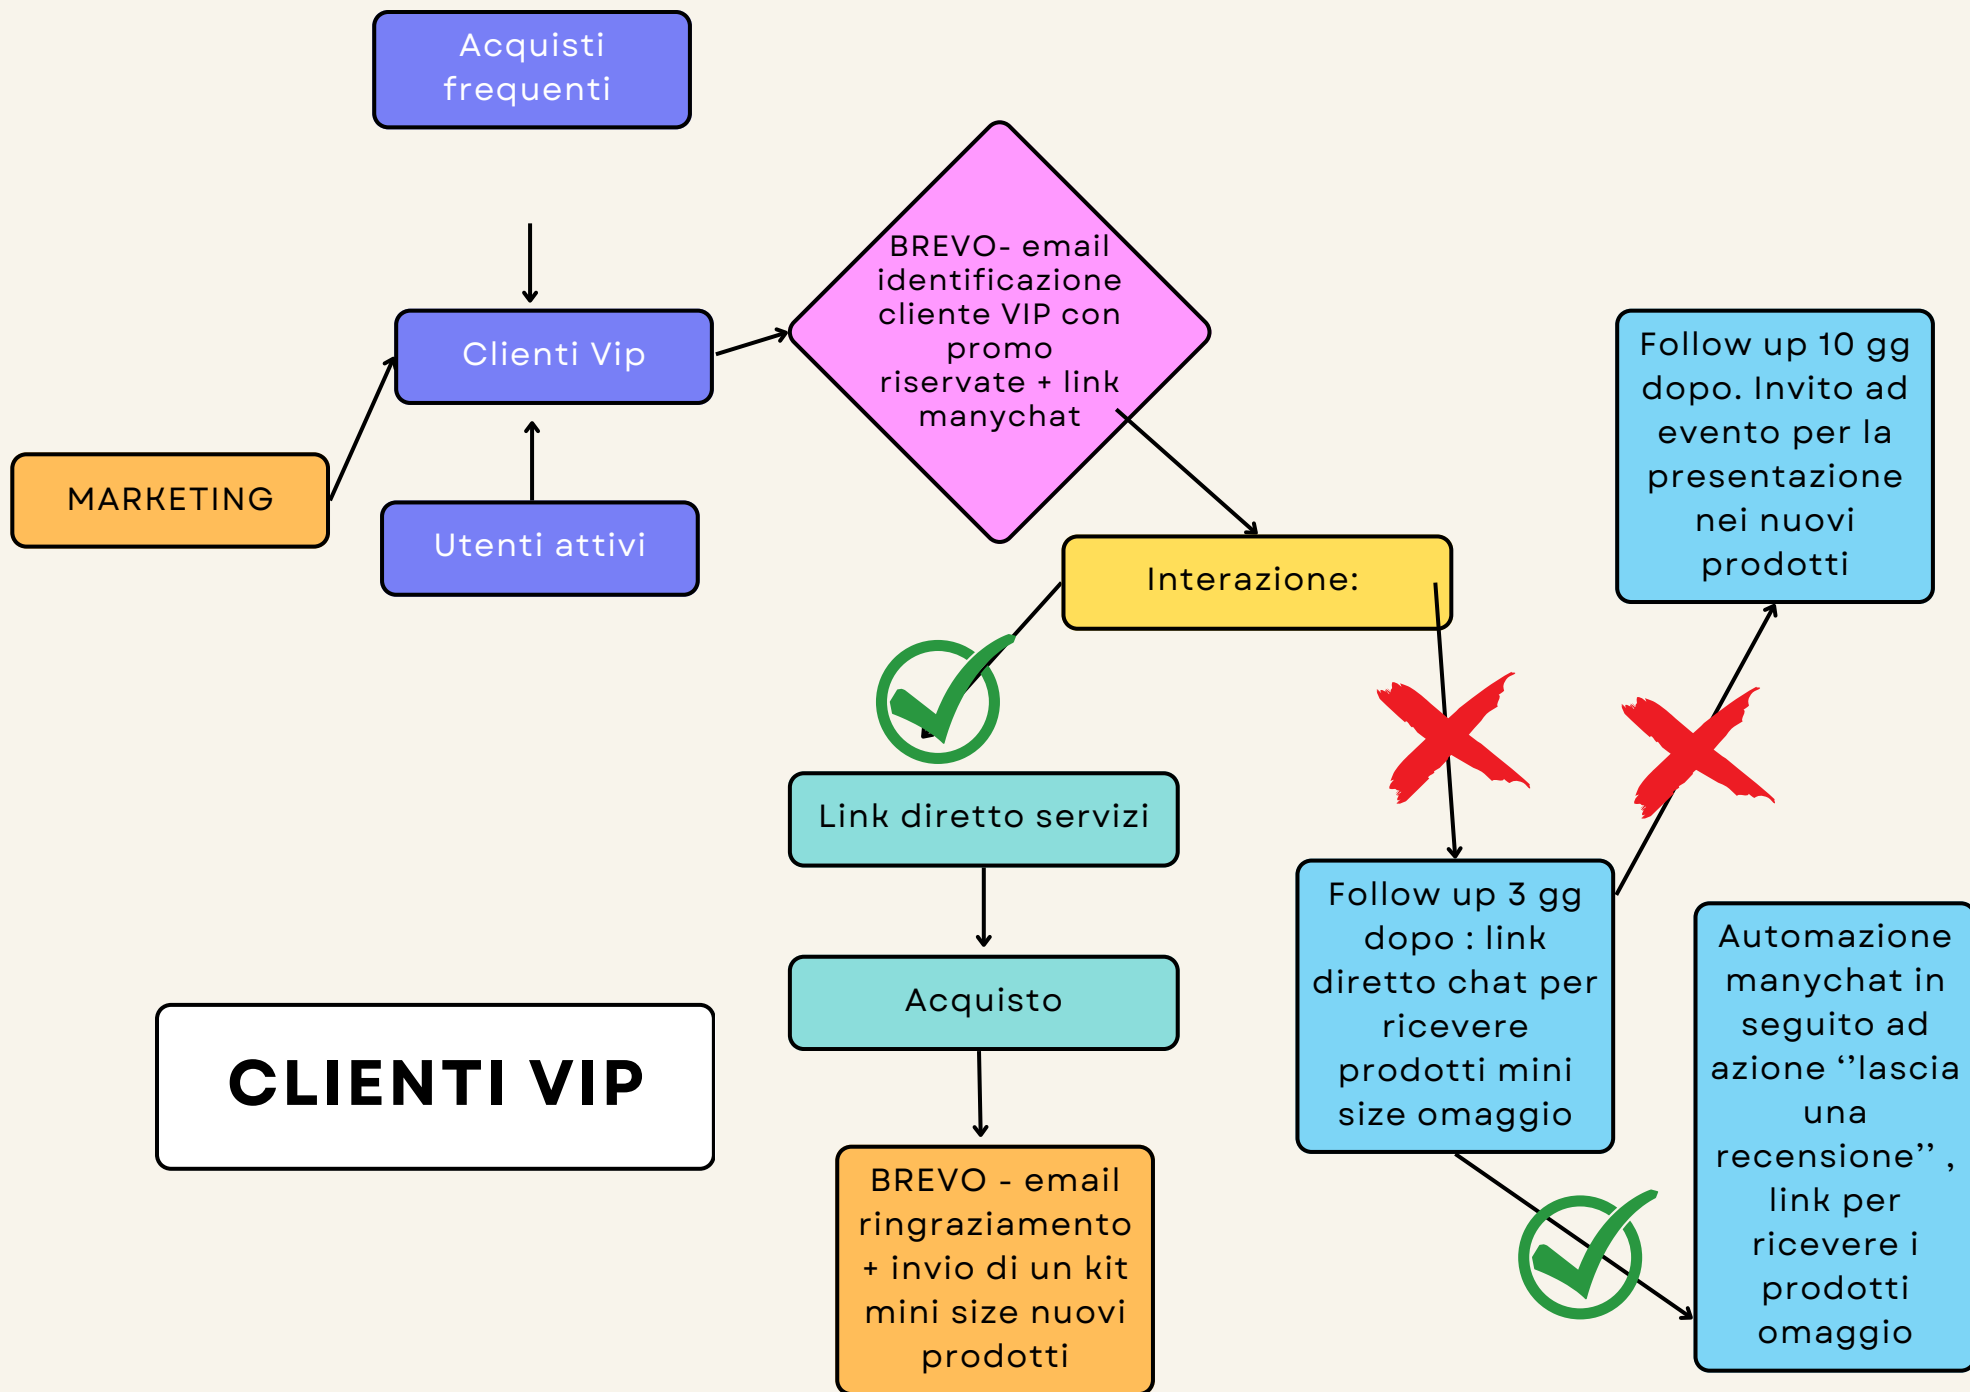 Acquisti
frequenti
Clienti Vip
MARKETING
Utenti attivi
BREVO- email
identificazione
cliente VIP con
promo
riservate + link
manychat
Interazione:
Link diretto servizi
Acquisto
BREVO - email
ringraziamento
+ invio di un kit
mini size nuovi
prodotti
Follow up 10 gg
dopo. Invito ad
evento per la
presentazione
nei nuovi
prodotti
Follow up 3 gg
dopo : link
diretto chat per
ricevere
prodotti mini
size omaggio
Automazione
manychat in
seguito ad
azione ‘’lascia
una
recensione’’ ,
link per
ricevere i
prodotti
omaggio
CLIENTI VIP